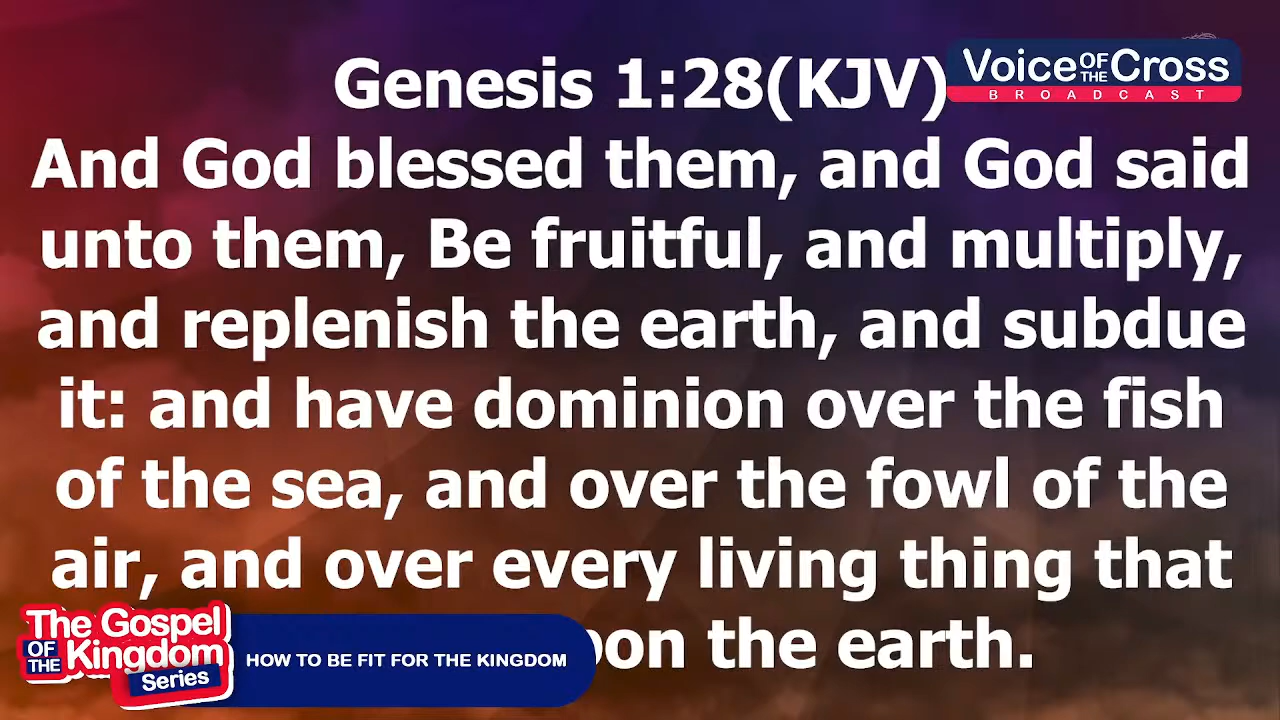 Genesis 1:28(KJV)
Voice OF THE Cross
BROADCAST
And God blessed them, and God said
unto them, Be fruitful, and multiply,
and replenish the earth, and subdue
it: and have dominion over the fish
of the sea, and over the fowl of the
air, and over every living thing that
the earth.
The Gospel
OF THE Kingdom
Series
HOW TO BE FIT FOR THE KINGDOM